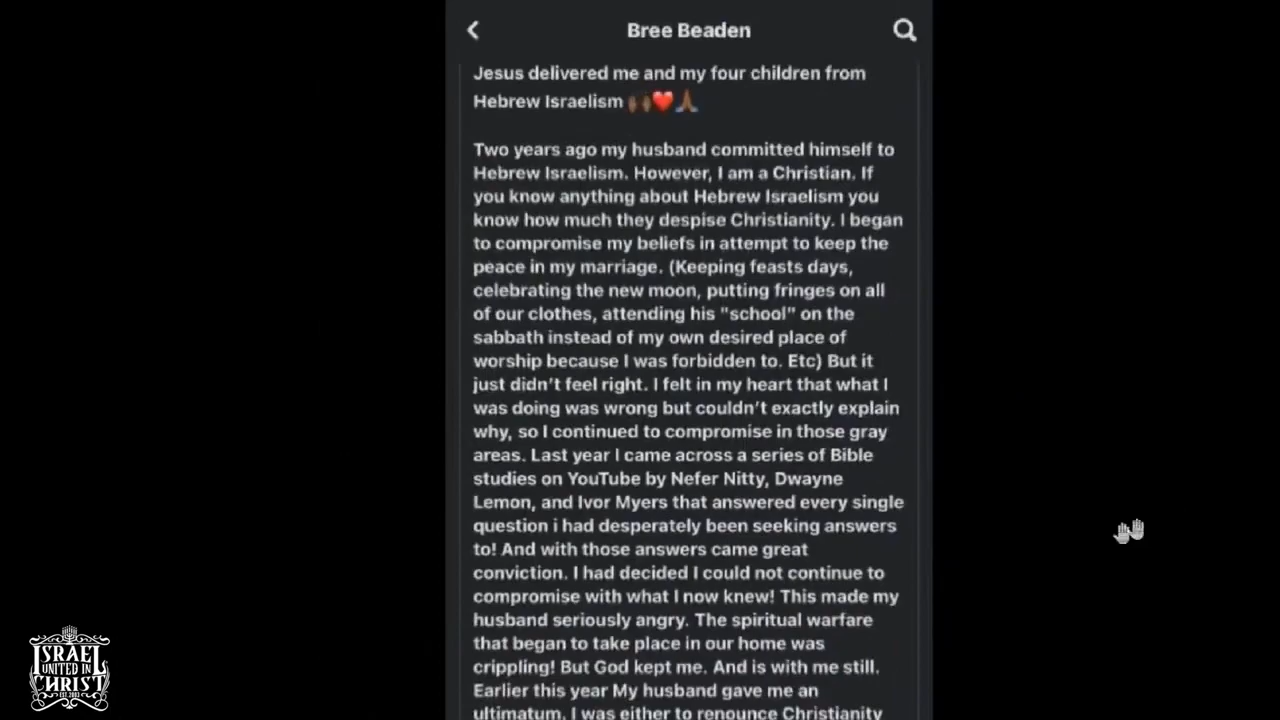 Bree Beaden
Jesus delivered me and my four children from
Hebrew Israelism 🙌🏾❤️🙏🏾
Two years ago my husband committed himself to
Hebrew Israelism. However, I am a Christian. If
you know anything about Hebrew Israelism you
know how much they despise Christianity. I began
to compromise my beliefs in attempt to keep the
peace in my marriage. (Keeping feasts days,
celebrating the new moon, putting fringes on all
of our clothes, attending his "school" on the
sabbath instead of my own desired place of
worship because I was forbidden to. Etc) But it
just didn’t feel right. I felt in my heart that what I
was doing was wrong but couldn’t exactly explain
why, so I continued to compromise in those gray
areas. Last year I came across a series of Bible
studies on YouTube by Nefer Nitty, Dwayne
Lemon, and Ivor Myers that answered every single
question i had desperately been seeking answers
to! And with those answers came great
conviction. I had decided I could not continue to
compromise with what I now knew! This made my
husband seriously angry. The spiritual warfare
that began to take place in our home was
crippling! But God kept me. And is with me still.
Earlier this year My husband gave me an
ultimatum. I was either to renounce Christianity
ISRAEL
UNITED IN
CHRIST
EST. 2003